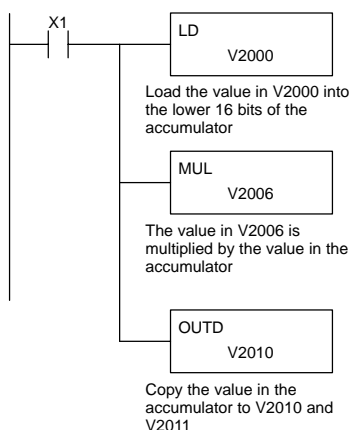 X1
LD
V2000
Load the value in V2000 into
the lower 16 bits of the
accumulator
MUL
V2006
The value in V2006 is
multiplied by the value in the
accumulator
OUTD
V2010
Copy the value in the
accumulator to V2010 and
V2011